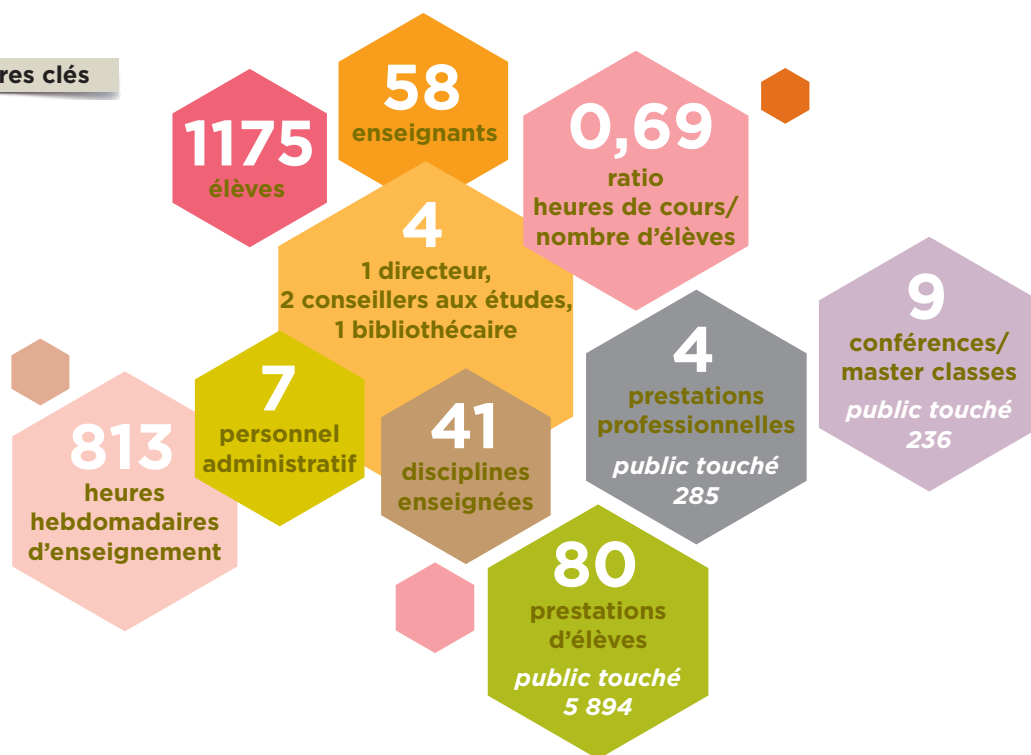 res clés
1175
élèves
58
enseignants
0,69
ratio
heures de cours/
nombre d'élèves
4
1 directeur,
2 conseillers aux études,
1 bibliothécaire
9
conférences/
master classes
public touché
236
4
prestations
professionnelles
public touché
285
7
personnel
administratif
41
disciplines
enseignées
813
heures
hebdomadaires
d'enseignement
80
prestations
d'élèves
public touché
5 894